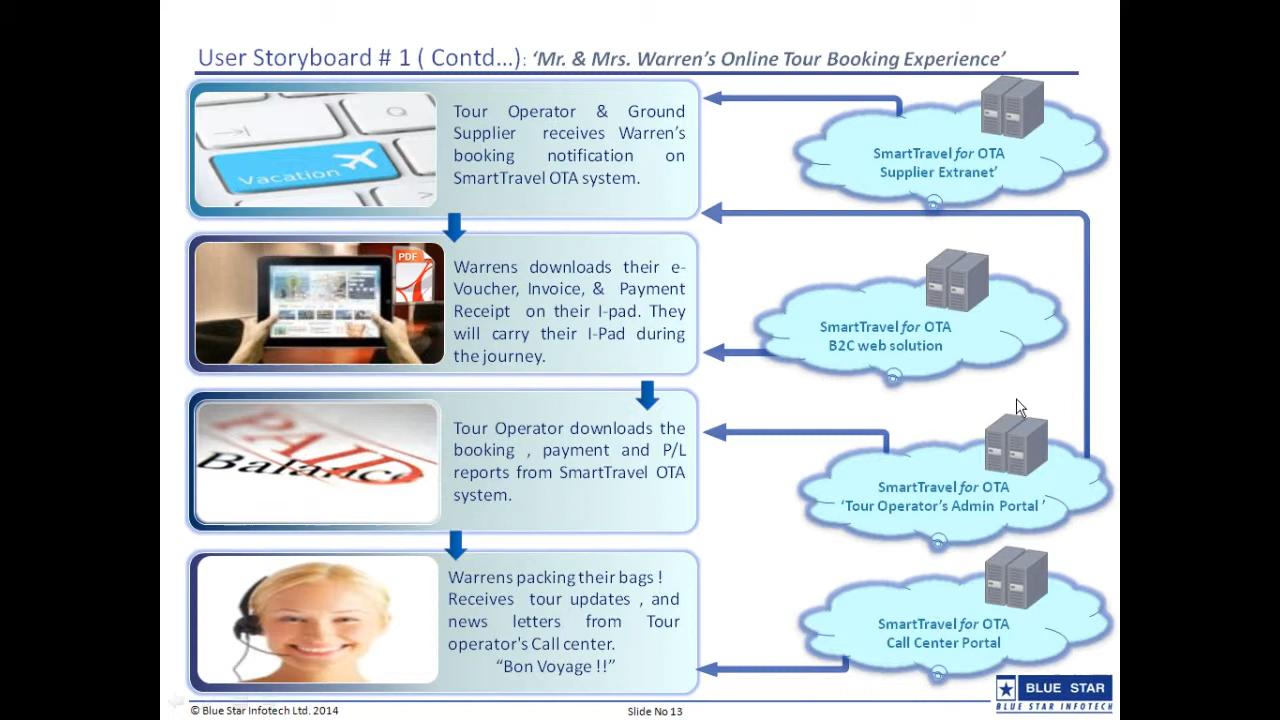 User Storyboard # 1 ( Contd...): ‘Mr. & Mrs. Warren’s Online Tour Booking Experience’
Vacation
Tour Operator & Ground
Supplier receives Warren’s
booking notification on
SmartTravel OTA system.
SmartTravel for OTA
Supplier Extranet’
PDF
Warrens downloads their e-
Voucher, Invoice, & Payment
Receipt on their I-pad. They
will carry their I-Pad during
the journey.
SmartTravel for OTA
B2C web solution
PAID
Balance
Tour Operator downloads the
booking , payment and P/L
reports from SmartTravel OTA
system.
SmartTravel for OTA
‘Tour Operator’s Admin Portal ’
Warrens packing their bags !
Receives tour updates , and
news letters from Tour
operator's Call center.
“Bon Voyage !!”
SmartTravel for OTA
Call Center Portal
BLUE STAR
BLUE STAR INFOTECH
© Blue Star Infotech Ltd. 2014
Slide No 13